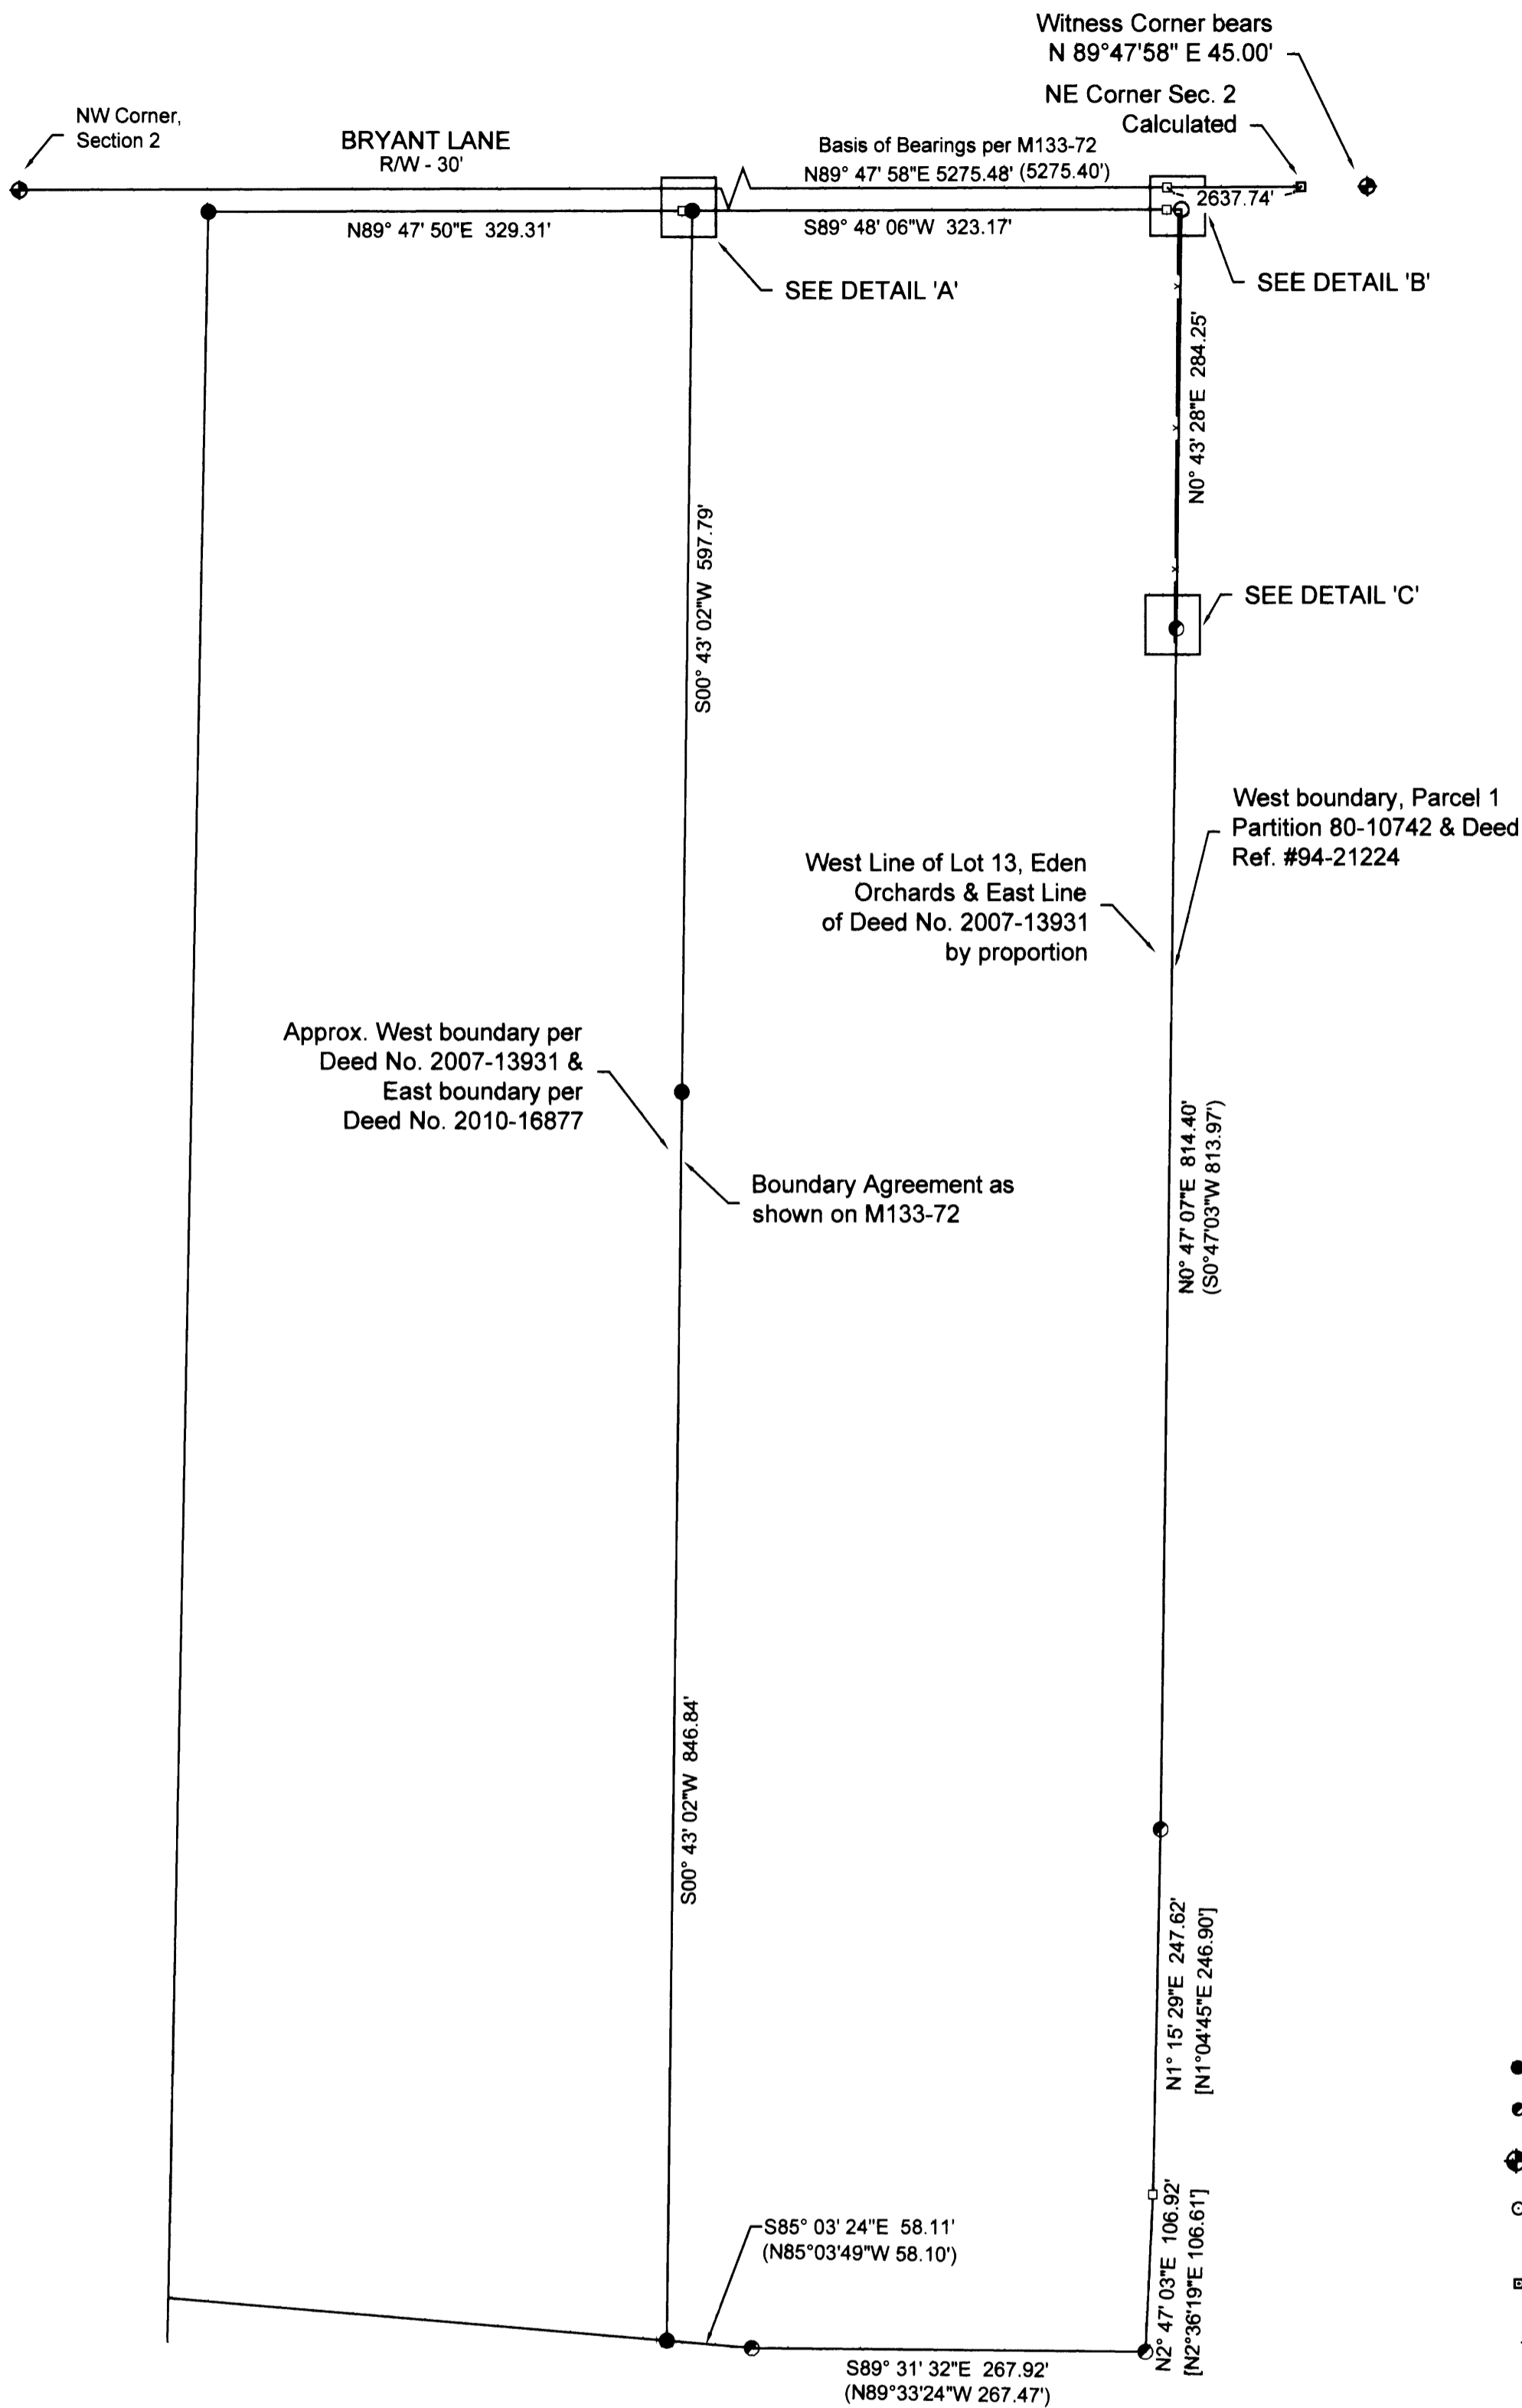 Witness Corner bears
N 89°47'58" E 45.00'
NE Corner Sec. 2
Calculated
NW Corner,
Section 2
BRYANT LANE
R/W - 30'
Basis of Bearings per M133-72
N89° 47' 58"E 5275.48' (5275.40')
2637.74'
N89° 47' 50"E 329.31'
S89° 48' 06"W 323.17'
SEE DETAIL 'A'
SEE DETAIL 'B'
N0° 43' 28"E 284.25'
S00° 43' 02"W 597.79'
SEE DETAIL 'C'
West boundary, Parcel 1
Partition 80-10742 & Deed
Ref. #94-21224
West Line of Lot 13, Eden
Orchards & East Line
of Deed No. 2007-13931
by proportion
Approx. West boundary per
Deed No. 2007-13931 &
East boundary per
Deed No. 2010-16877
Boundary Agreement as
shown on M133-72
N0° 47' 07"E 814.40'
(S0°47'03"W 813.97')
S00° 43' 02"W 846.84'
N1° 15' 29"E 247.62'
[N1°04'45"E 246.90']
N2° 47' 03"E 106.92'
[N2°36'19"E 106.61']
S85° 03' 24"E 58.11'
(N85°03'49"W 58.10')
S89° 31' 32"E 267.92'
(N89°33'24"W 267.47')